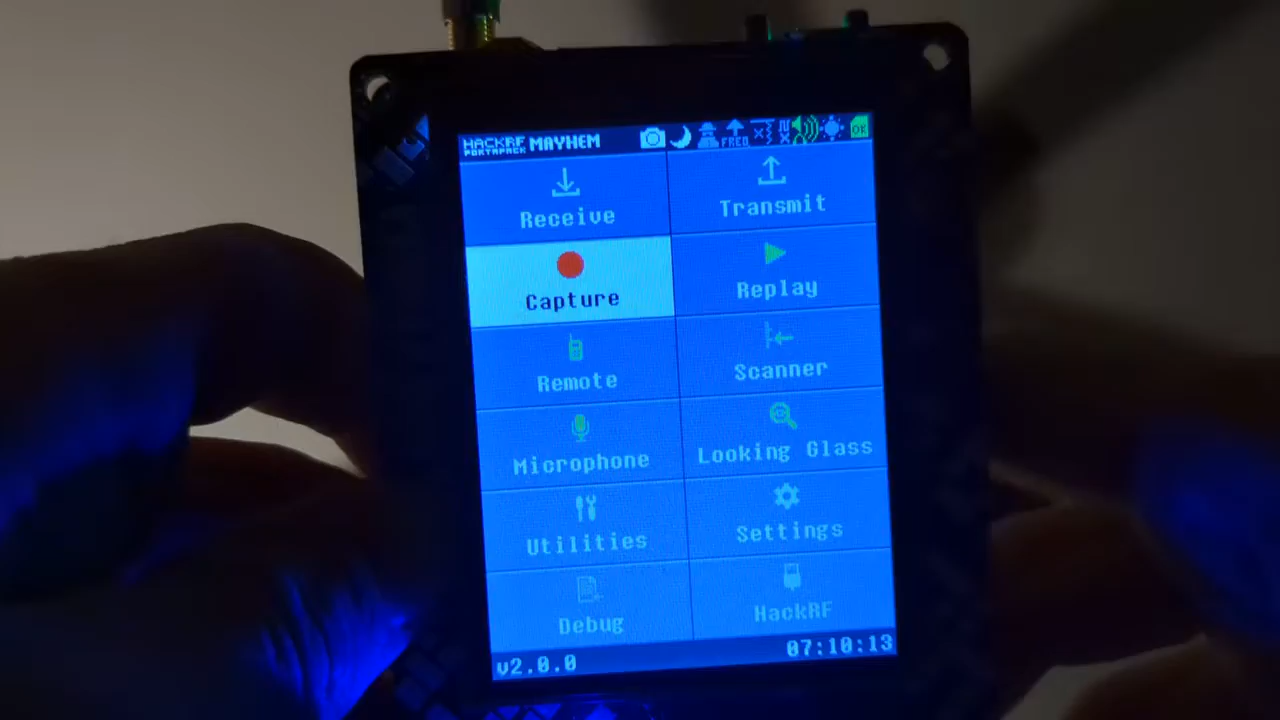 HACKRF PORTAPACK MAYHEM FREQ OK
Receive
Transmit
Capture
Replay
Remote
Scanner
Microphone
Looking Glass
Utilities
Settings
Debug
HackRF
v2.0.0
07:10:13